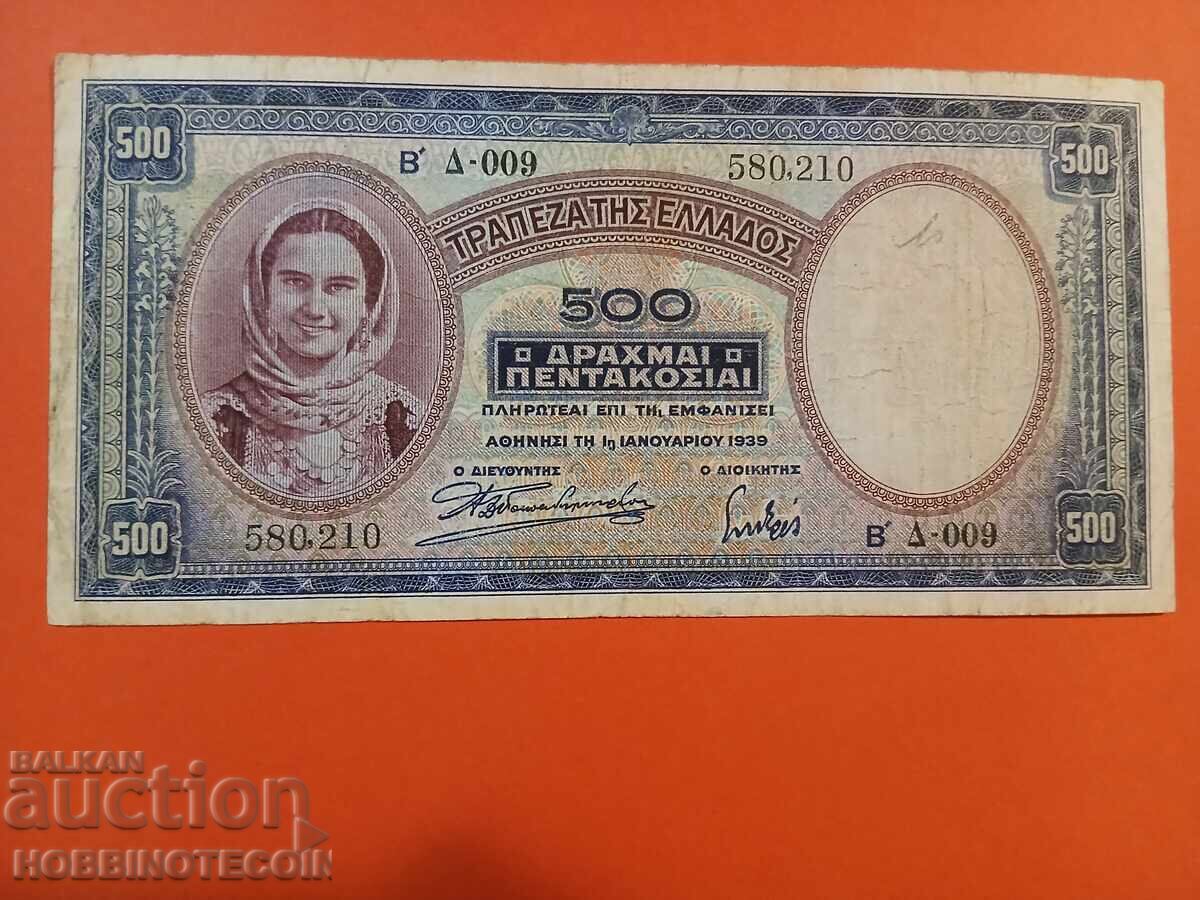 500
Β΄ Δ-009 580,210
500
ΤΡΑΠΕΖΑ ΤΗΣ ΕΛΛΑΔΟΣ
500
ΔΡΑΧΜΑΙ
ΠΕΝΤΑΚΟΣΙΑΙ
ΠΛΗΡΩΤΕΑΙ ΕΠΙ ΤΗι ΕΜΦΑΝΙΣΕΙ
ΑΘΗΝΗΣΙ ΤΗ 1η ΙΑΝΟΥΑΡΙΟΥ 1939
Ο ΔΙΕΥΘΥΝΤΗΣ Ο ΔΙΟΙΚΗΤΗΣ
500
580,210
Β΄ Δ-009
500
BALKAN
auction
HOBBINOTECOIN